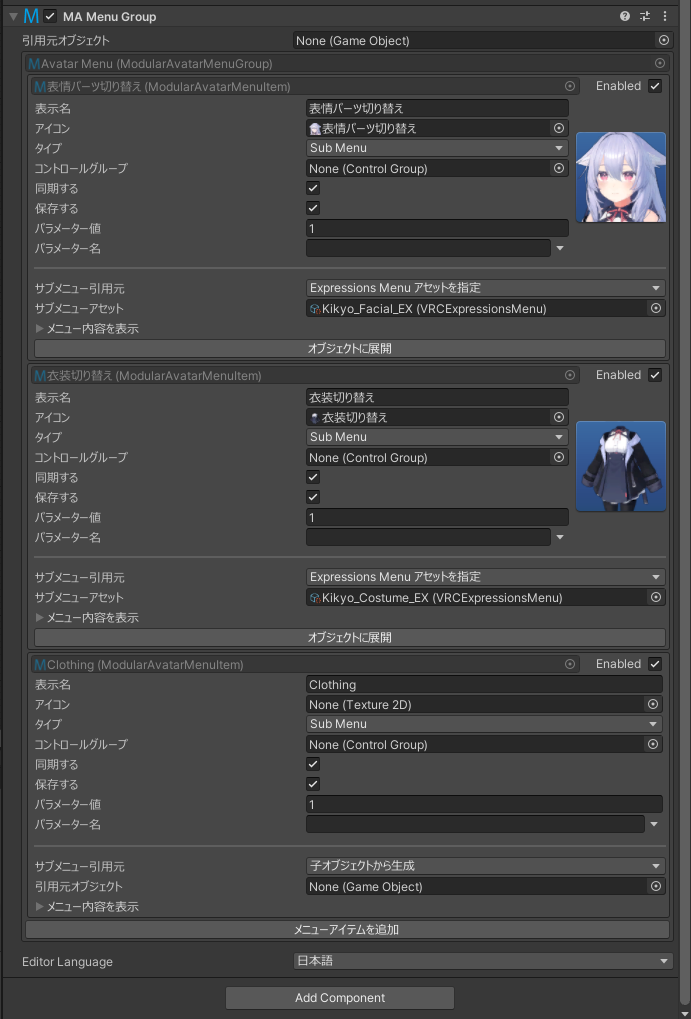 MA Menu Group
引用元オブジェクト None (Game Object)
Avatar Menu (ModularAvatarMenuGroup)
表情パーツ切り替え (ModularAvatarMenuItem) Enabled
表示名 表情パーツ切り替え
アイコン 表情パーツ切り替え
タイプ Sub Menu
コントロールグループ None (Control Group)
同期する
保存する
パラメーター値 1
パラメーター名
サブメニュー引用元 Expressions Menu アセットを指定
サブメニューアセット Kikyo_Facial_EX (VRCExpressionsMenu)
メニュー内容を表示
オブジェクトに展開
衣装切り替え (ModularAvatarMenuItem) Enabled
表示名 衣装切り替え
アイコン 衣装切り替え
タイプ Sub Menu
コントロールグループ None (Control Group)
同期する
保存する
パラメーター値 1
パラメーター名
サブメニュー引用元 Expressions Menu アセットを指定
サブメニューアセット Kikyo_Costume_EX (VRCExpressionsMenu)
メニュー内容を表示
オブジェクトに展開
Clothing (ModularAvatarMenuItem) Enabled
表示名 Clothing
アイコン None (Texture 2D)
タイプ Sub Menu
コントロールグループ None (Control Group)
同期する
保存する
パラメーター値 1
パラメーター名
サブメニュー引用元 子オブジェクトから生成
引用元オブジェクト None (Game Object)
メニュー内容を表示
メニューアイテムを追加
Editor Language 日本語
Add Component